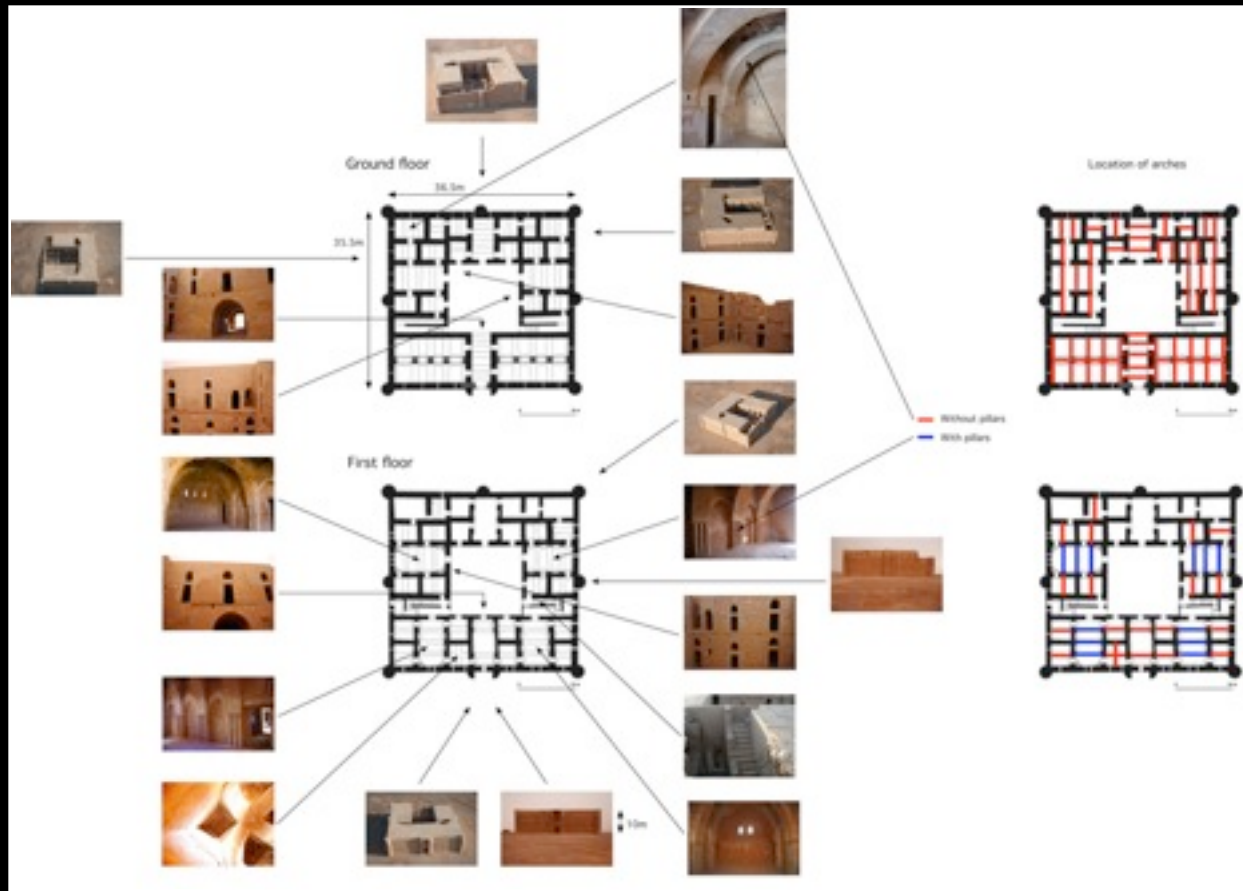 Ground floor
Location of arches
36.5m
35.5m
Without pillars
With pillars
First floor
10m